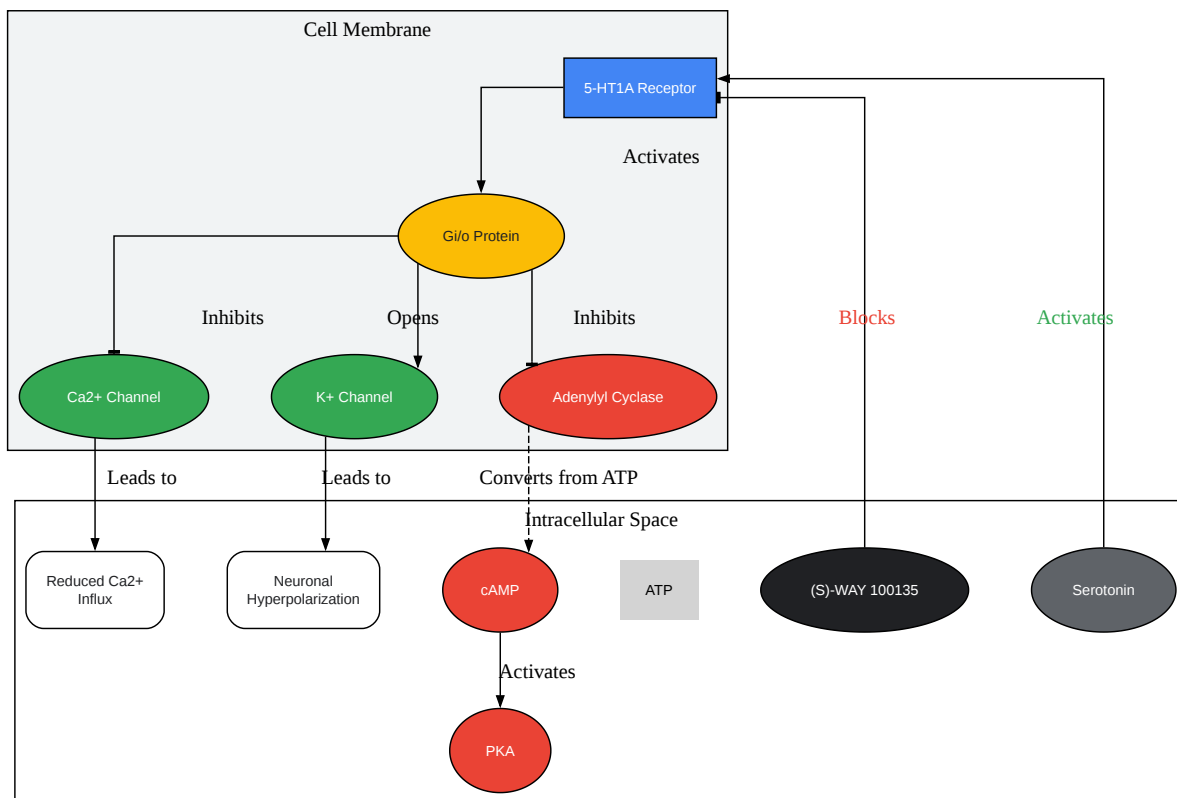 Cell Membrane
5-HT1A Receptor
Activates
Gi/o Protein
Inhibits
Opens
Inhibits
Blocks
Activates
Ca2+ Channel
K+ Channel
Adenylyl Cyclase
Leads to
Leads to
Converts from ATP
Intracellular Space
Reduced Ca2+
Influx
Neuronal
Hyperpolarization
cAMP
ATP
(S)-WAY 100135
Serotonin
Activates
PKA